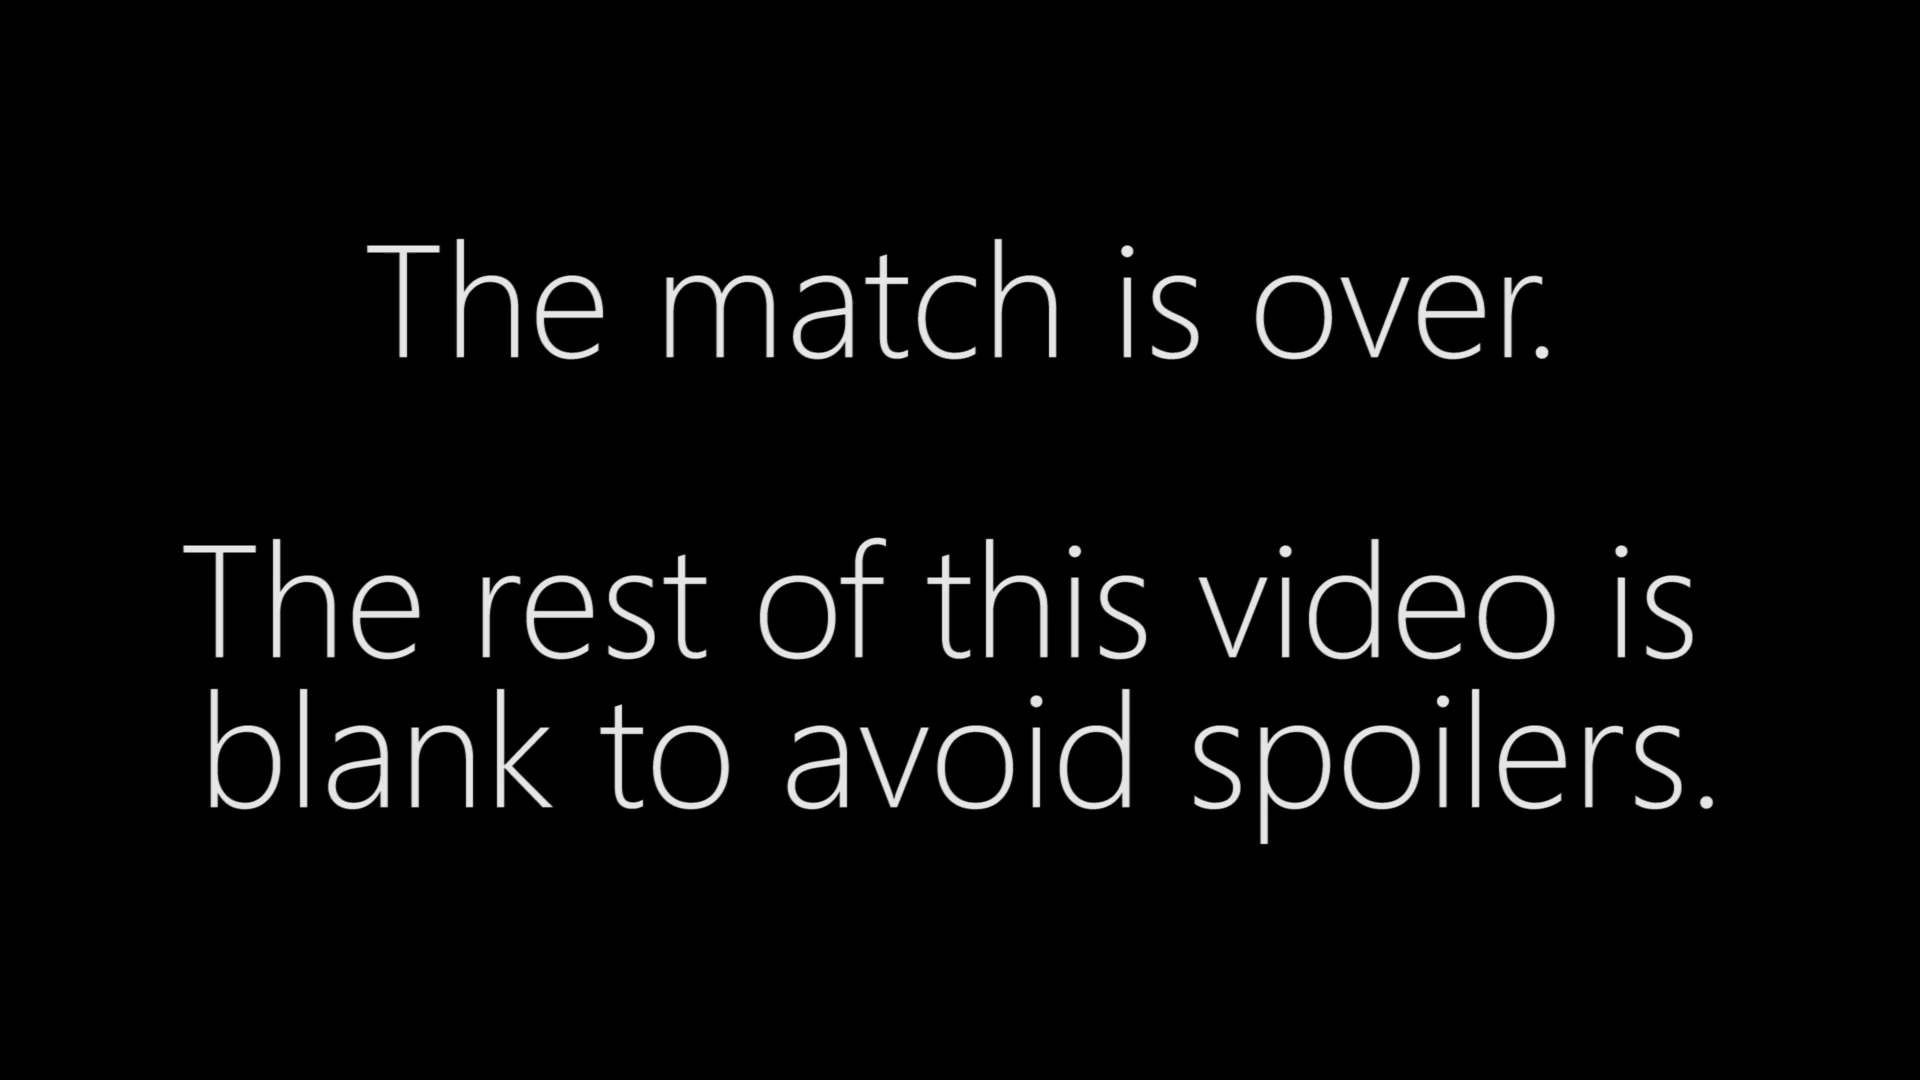 The match is over.
The rest of this video is
blank to avoid spoilers.